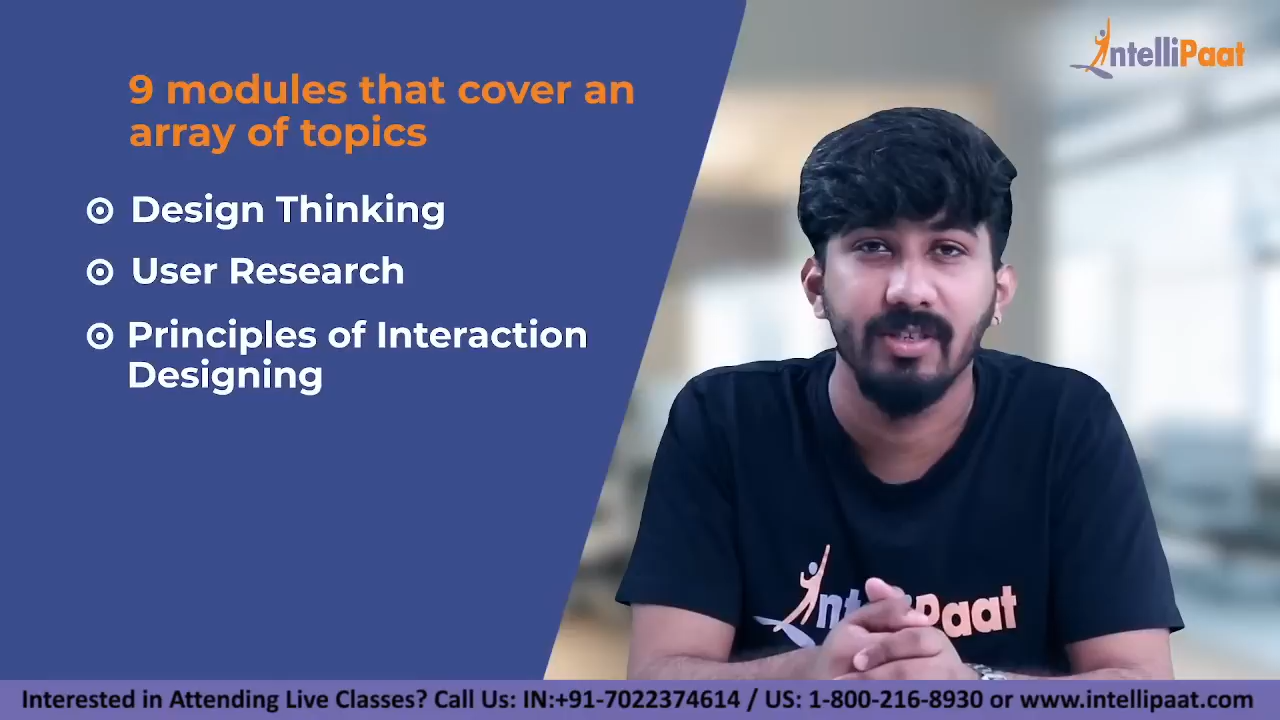 IntelliPaat
9 modules that cover an
array of topics
Design Thinking
User Research
Principles of Interaction
Designing
Interested in Attending Live Classes? Call Us: IN:+91-7022374614 / US: 1-800-216-8930 or www.intellipaat.com